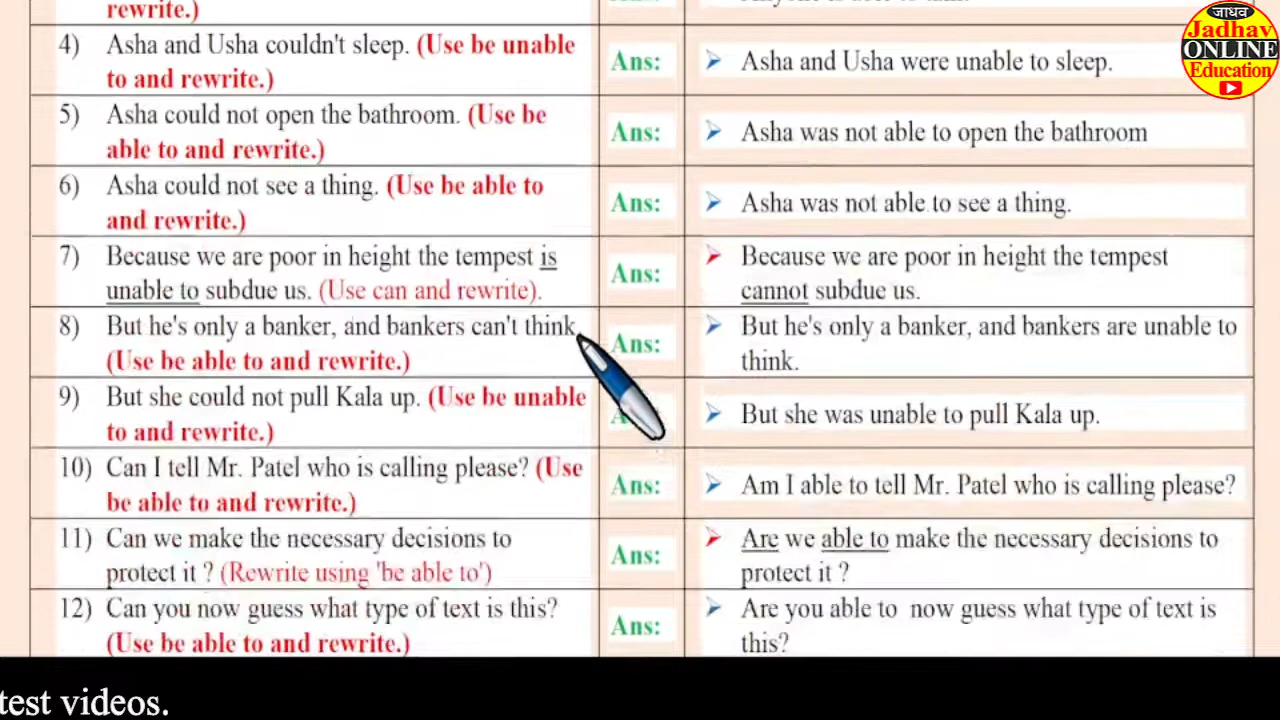 rewrite.)
4) Asha and Usha couldn't sleep. (Use be unable
to and rewrite.)
Ans:
➢ Asha and Usha were unable to sleep.
5) Asha could not open the bathroom. (Use be
able to and rewrite.)
Ans:
➢ Asha was not able to open the bathroom
6) Asha could not see a thing. (Use be able to
and rewrite.)
Ans:
➢ Asha was not able to see a thing.
7) Because we are poor in height the tempest is
unable to subdue us. (Use can and rewrite).
Ans:
➢ Because we are poor in height the tempest
cannot subdue us.
8) But he's only a banker, and bankers can't think
(Use be able to and rewrite.)
Ans:
➢ But he's only a banker, and bankers are unable to
think.
9) But she could not pull Kala up. (Use be unable
to and rewrite.)
➢ But she was unable to pull Kala up.
10) Can I tell Mr. Patel who is calling please? (Use
be able to and rewrite.)
Ans:
➢ Am I able to tell Mr. Patel who is calling please?
11) Can we make the necessary decisions to
protect it ? (Rewrite using 'be able to')
Ans:
➢ Are we able to make the necessary decisions to
protect it ?
12) Can you now guess what type of text is this?
(Use be able to and rewrite.)
Ans:
➢ Are you able to now guess what type of text is
this?
जाधव
Jadhav
ONLINE
Education
test videos.